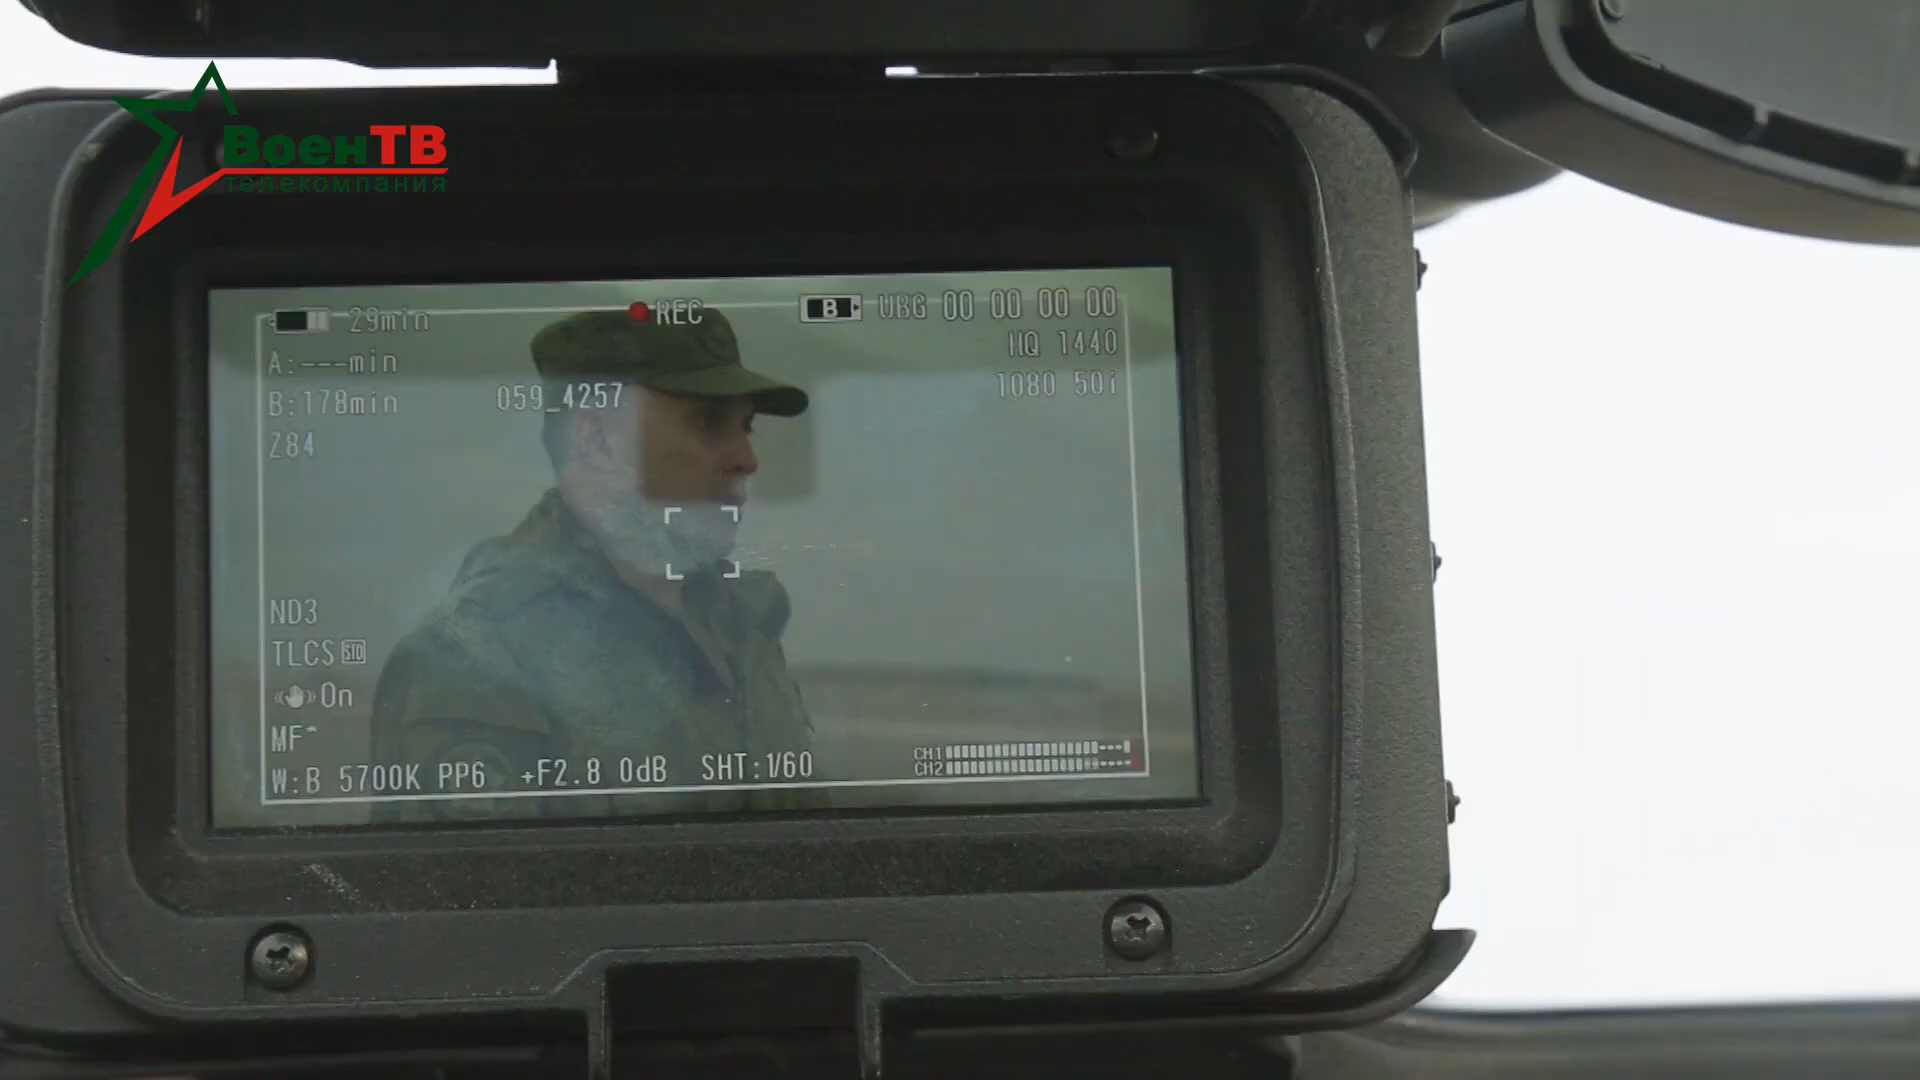 ВоенТВ
телекомпания
29min
REC
B
UBG 00 00 00 00
A:---min
HQ 1440
B:178min
059_4257
1080 50i
Z84
ND3
TLCS STD
On
MF
W:B 5700K PP6 +F2.8 0dB SHT:1/60
CH1
CH2